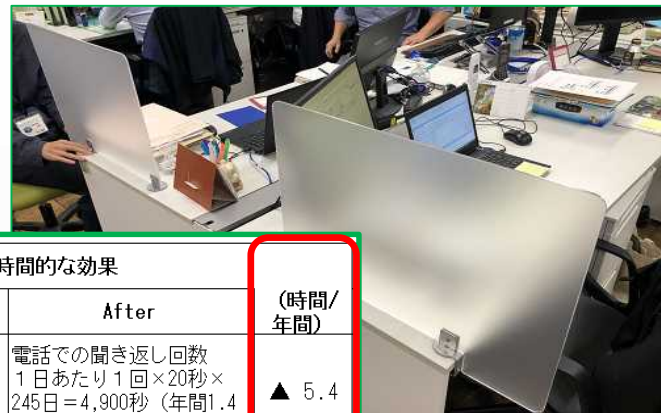 時間的な効果
After
(時間/
年間)
電話での聞き返し回数
1日あたり1回×20秒×
245日=4,900秒(年間1.4
▲ 5.4